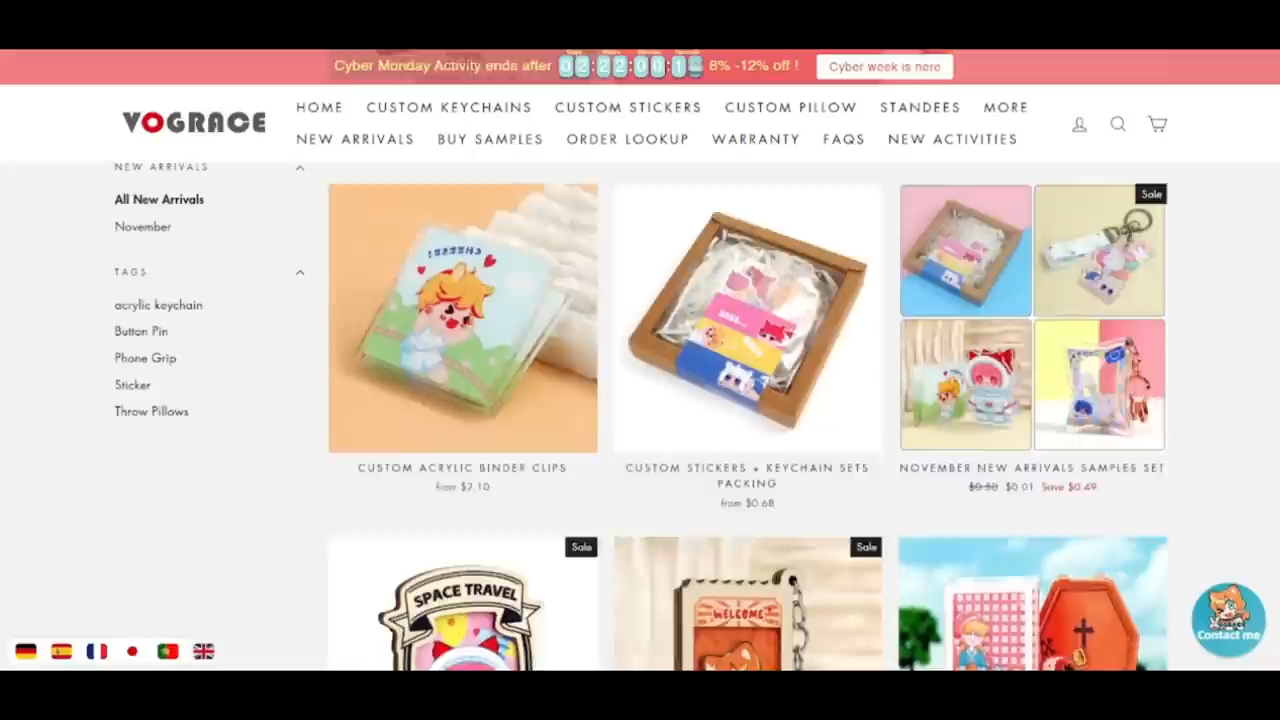 Cyber Monday Activity ends after 02:22:00:1 8% -12% off !
Cyber week is here
VOGRACE
HOME CUSTOM KEYCHAINS CUSTOM STICKERS CUSTOM PILLOW STANDEES MORE
NEW ARRIVALS BUY SAMPLES ORDER LOOKUP WARRANTY FAQS NEW ACTIVITIES
NEW ARRIVALS
All New Arrivals
November
TAGS
acrylic keychain
Button Pin
Phone Grip
Sticker
Throw Pillows
CUSTOM ACRYLIC BINDER CLIPS
from $2.10
CUSTOM STICKERS + KEYCHAIN SETS
PACKING
from $0.68
Sale
NOVEMBER NEW ARRIVALS SAMPLES SET
$0.50 $0.01 Save $0.49
Sale
SPACE TRAVEL
Sale
WELCOME
Contact me